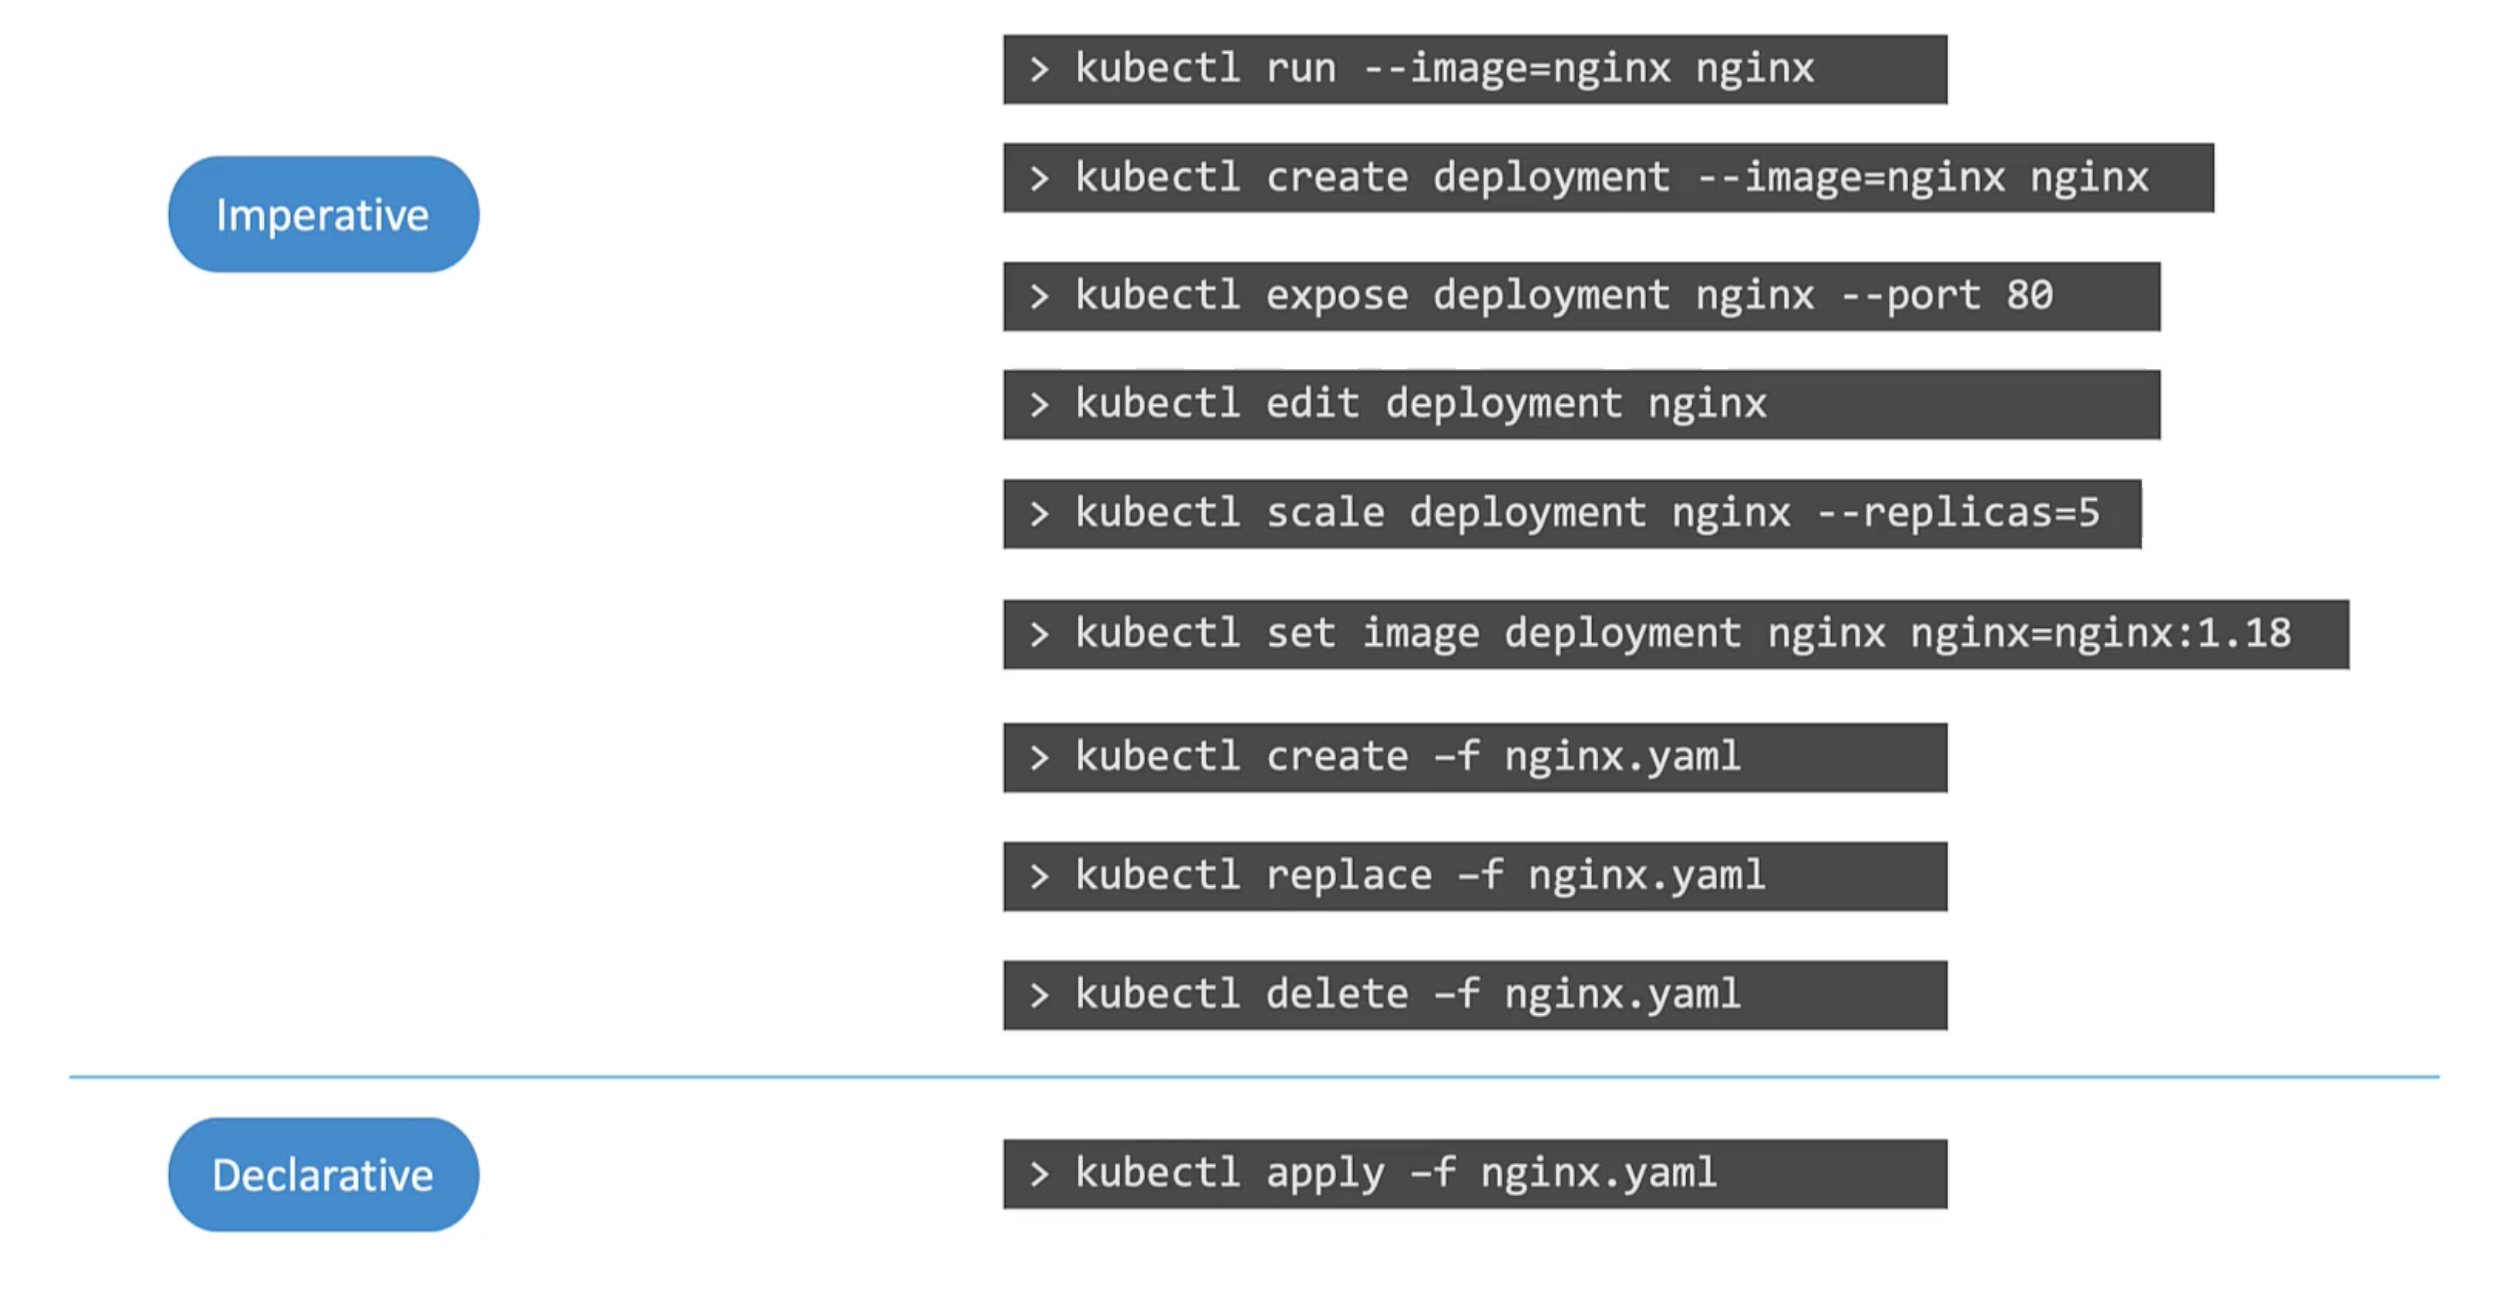 > kubectl run --image=nginx nginx
Imperative
> kubectl create deployment --image=nginx nginx
> kubectl expose deployment nginx --port 80
> kubectl edit deployment nginx
> kubectl scale deployment nginx --replicas=5
> kubectl set image deployment nginx nginx=nginx:1.18
> kubectl create –f nginx.yaml
> kubectl replace –f nginx.yaml
> kubectl delete –f nginx.yaml
Declarative
> kubectl apply –f nginx.yaml